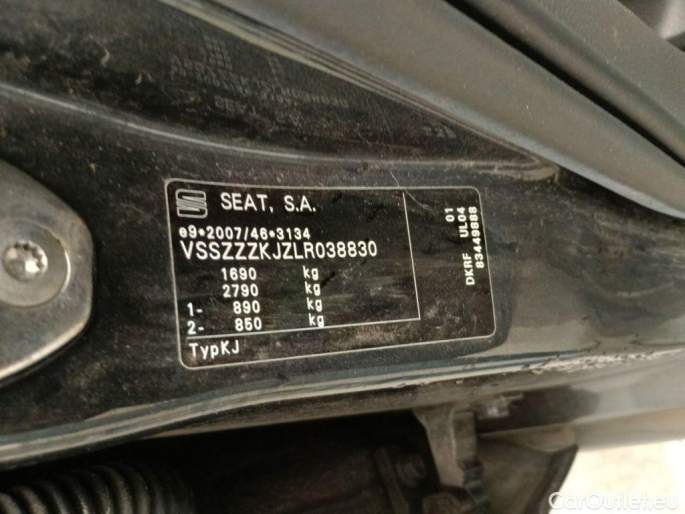 SEAT, S.A.
e9*2007/46*3134
VSSZZZKJZLR038830
1690 kg
2790 kg
1- 890 kg
2- 850 kg
TypKJ
01
DKRF UL04
83449888
CarOutlet.eu